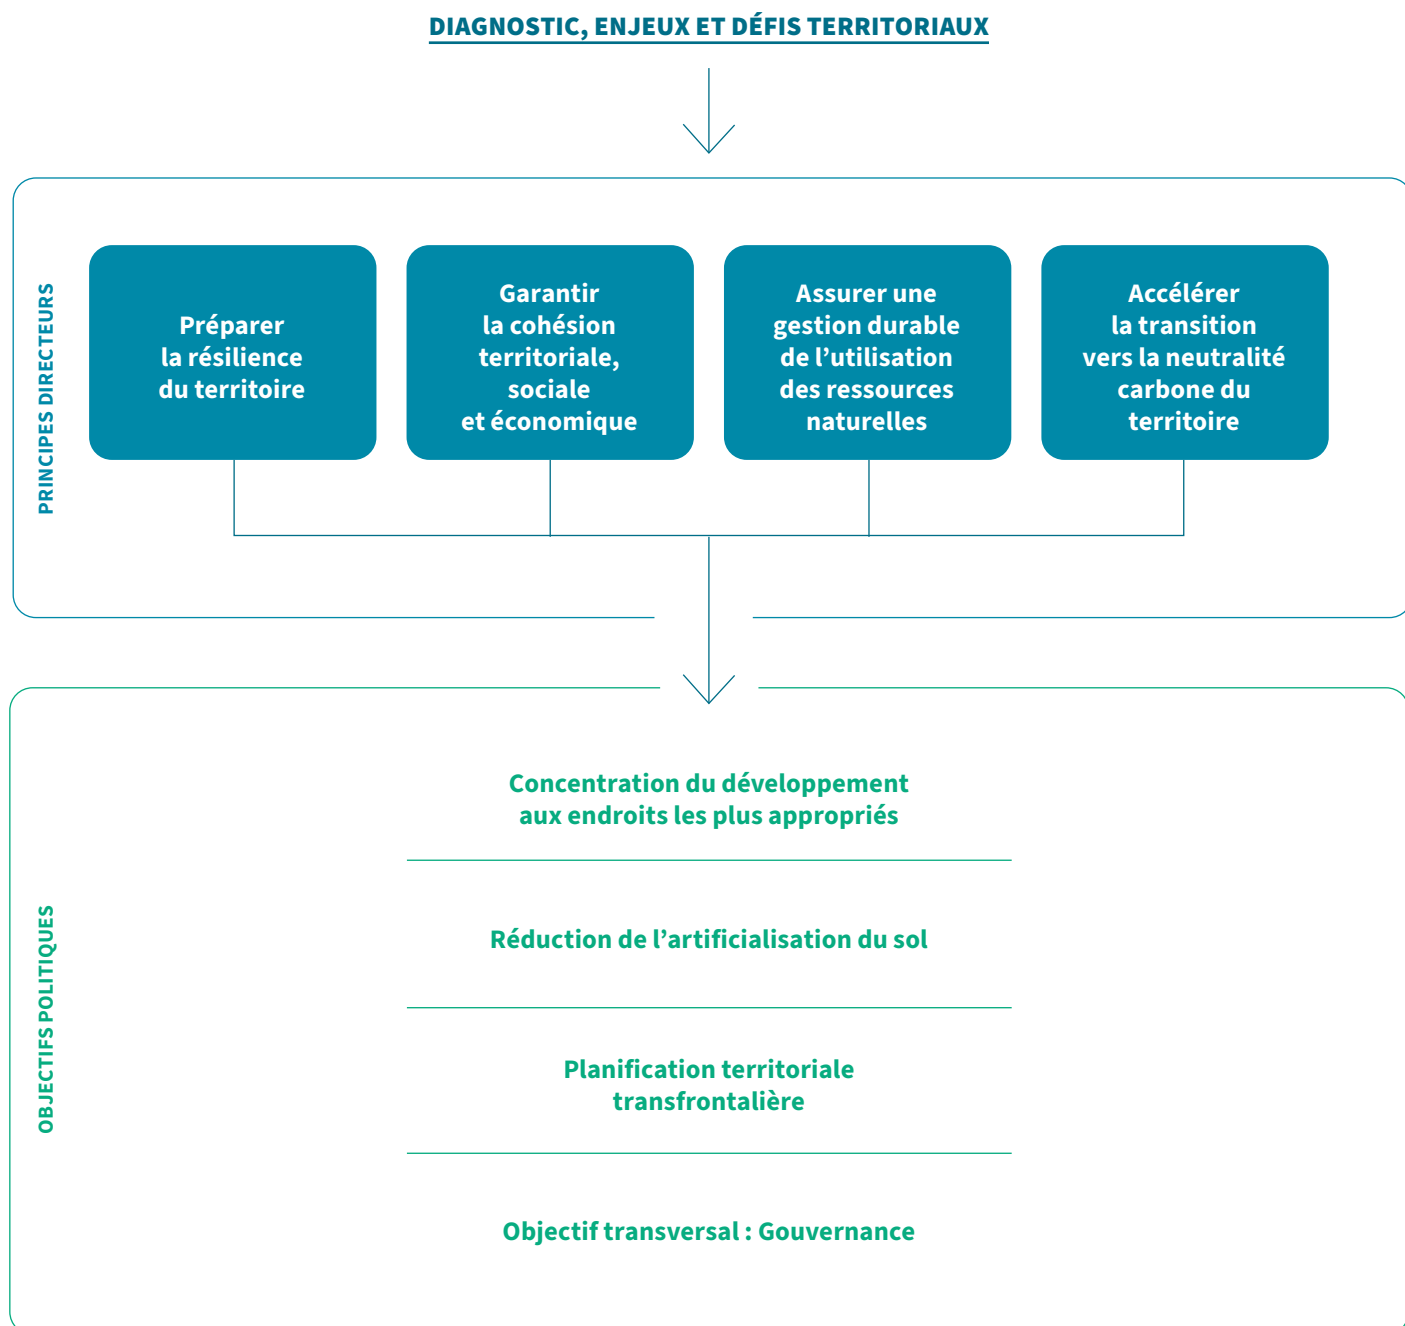 DIAGNOSTIC, ENJEUX ET DÉFIS TERRITORIAUX
PRINCIPES DIRECTEURS
Préparer
la résilience
du territoire
Garantir
la cohésion
territoriale,
sociale
et économique
Assurer une
gestion durable
de l’utilisation
des ressources
naturelles
Accélérer
la transition
vers la neutralité
carbone du
territoire
OBJECTIFS POLITIQUES
Concentration du développement
aux endroits les plus appropriés
Réduction de l’artificialisation du sol
Planification territoriale
transfrontalière
Objectif transversal : Gouvernance